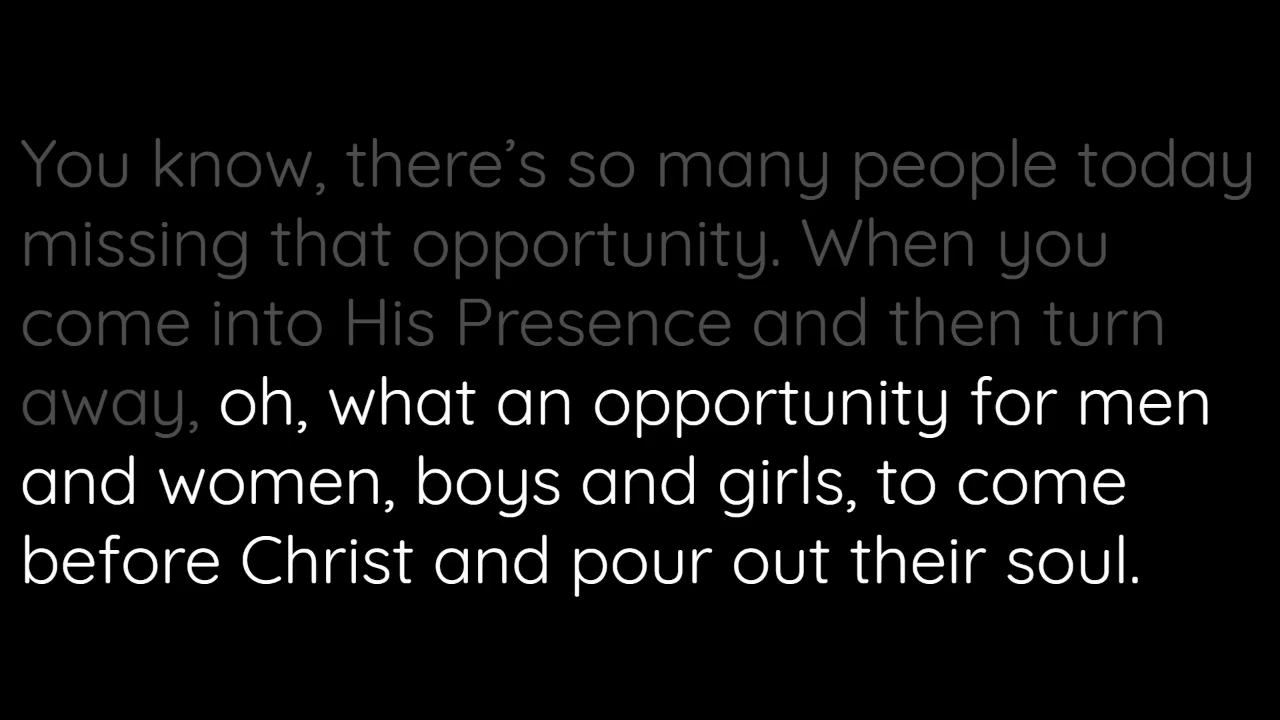 You know, there’s so many people today
missing that opportunity. When you
come into His Presence and then turn
away, oh, what an opportunity for men
and women, boys and girls, to come
before Christ and pour out their soul.